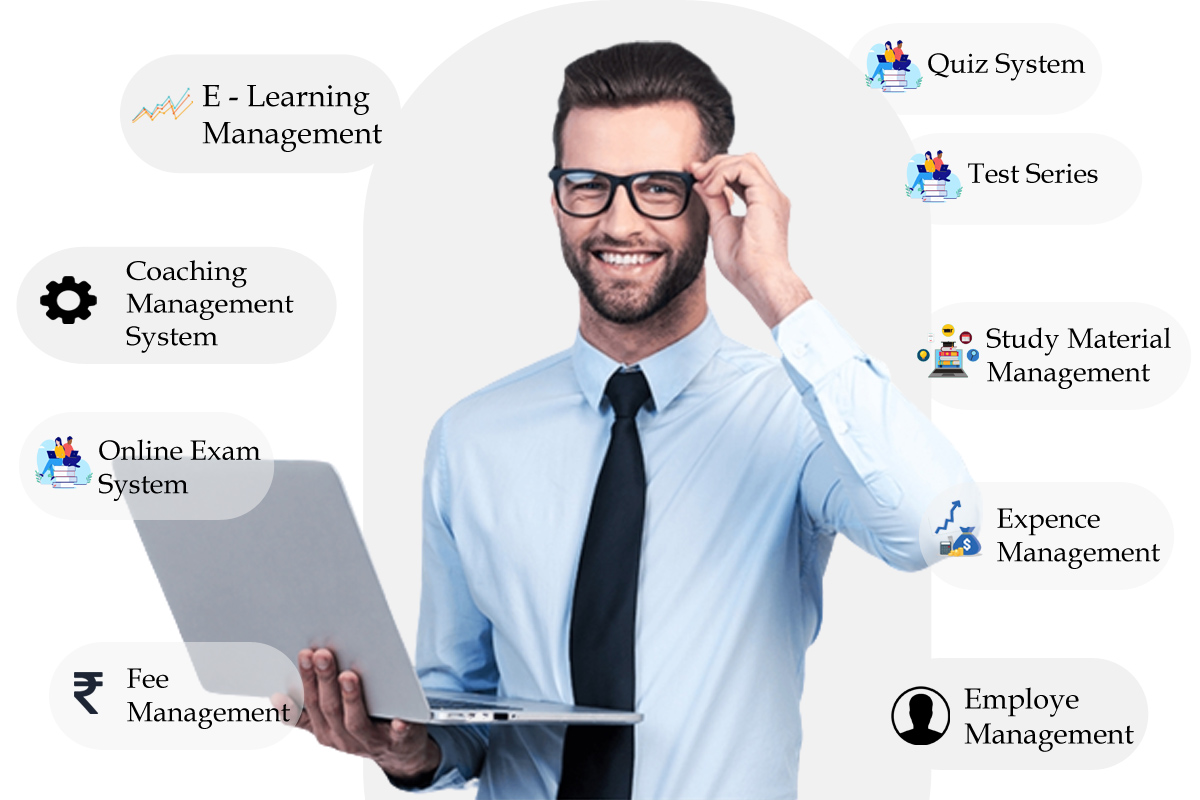 E - Learning
Management
Coaching
Management
System
Online Exam
System
Fee
Management
Quiz System
Test Series
Study Material
Management
Expence
Management
Employe
Management